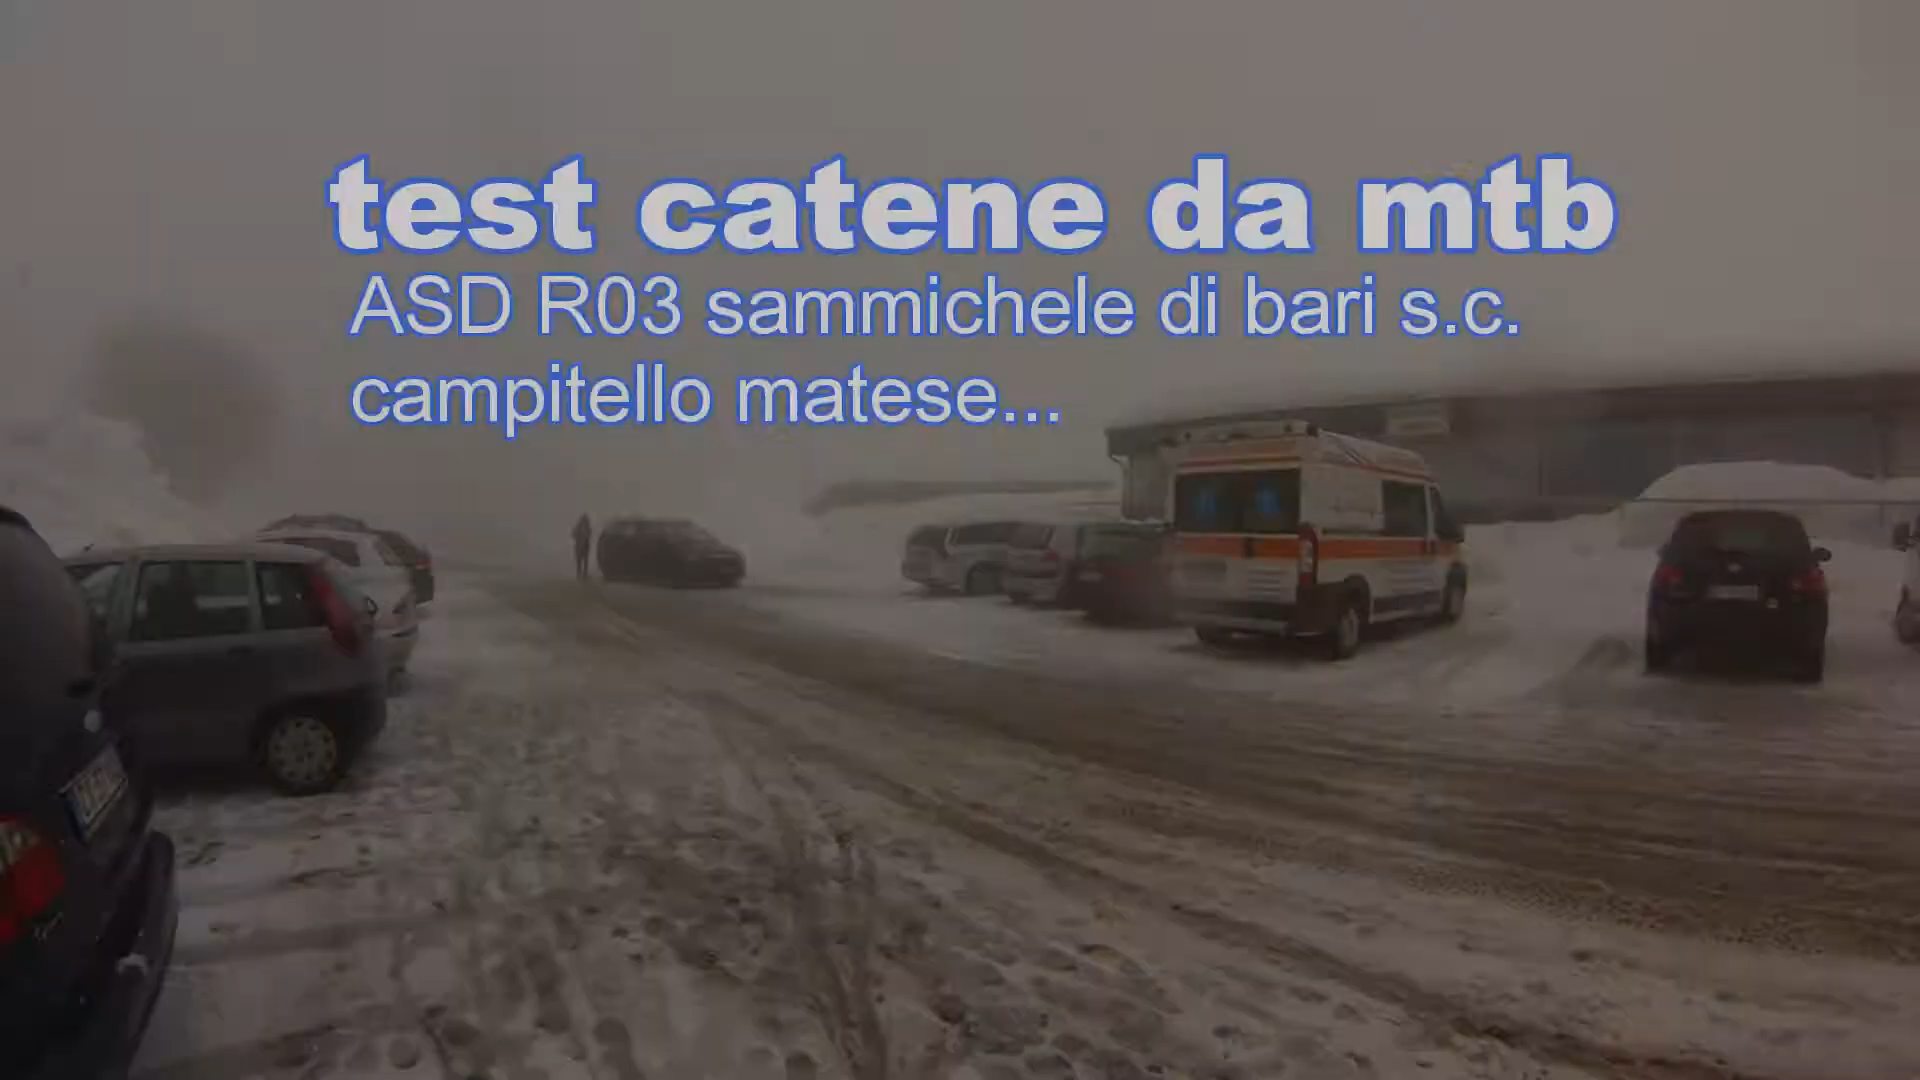 test catene da mtb
ASD R03 sammichele di bari s.c.
campitello matese...